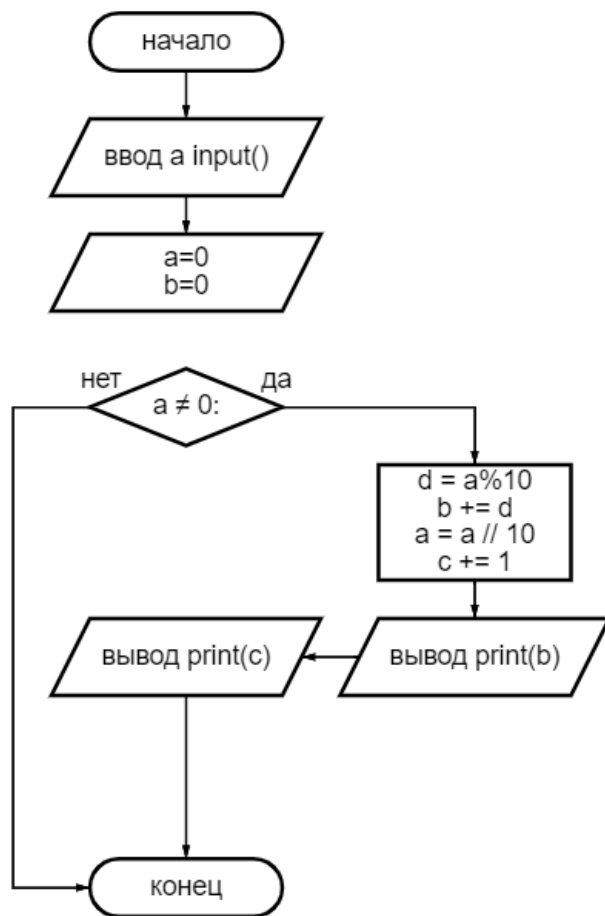 начало
ввод a input()
a=0
b=0
нет
да
a ≠ 0:
d = a%10
b += d
a = a // 10
c += 1
вывод print(c)
вывод print(b)
конец